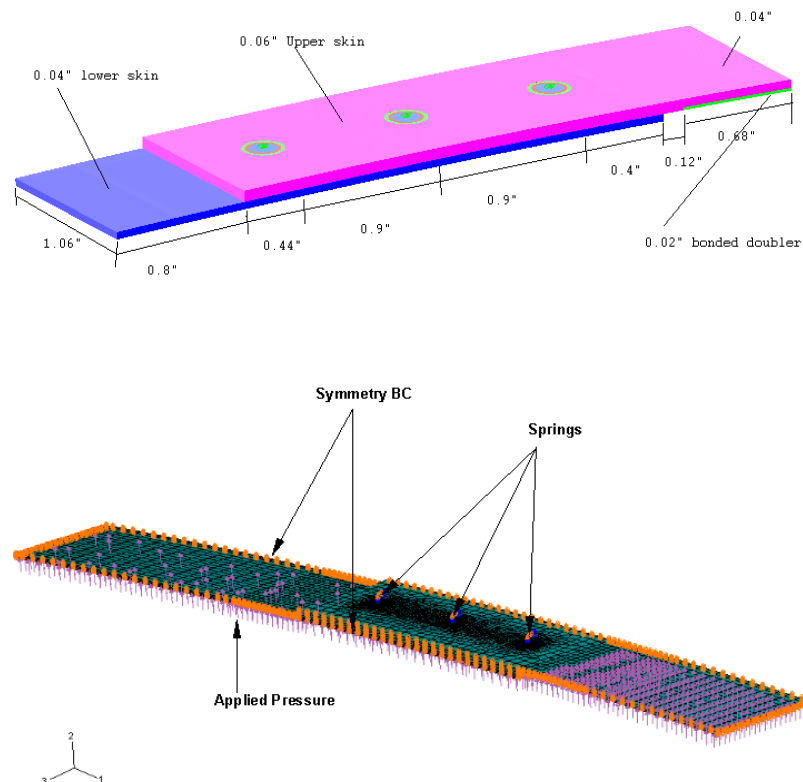 0.04"
0.06" Upper skin
0.04" lower skin
0.68"
0.12"
0.4"
0.9"
0.9"
0.44"
0.8"
1.06"
0.02" bonded doubler
Symmetry BC
Springs
Applied Pressure
2
3
1